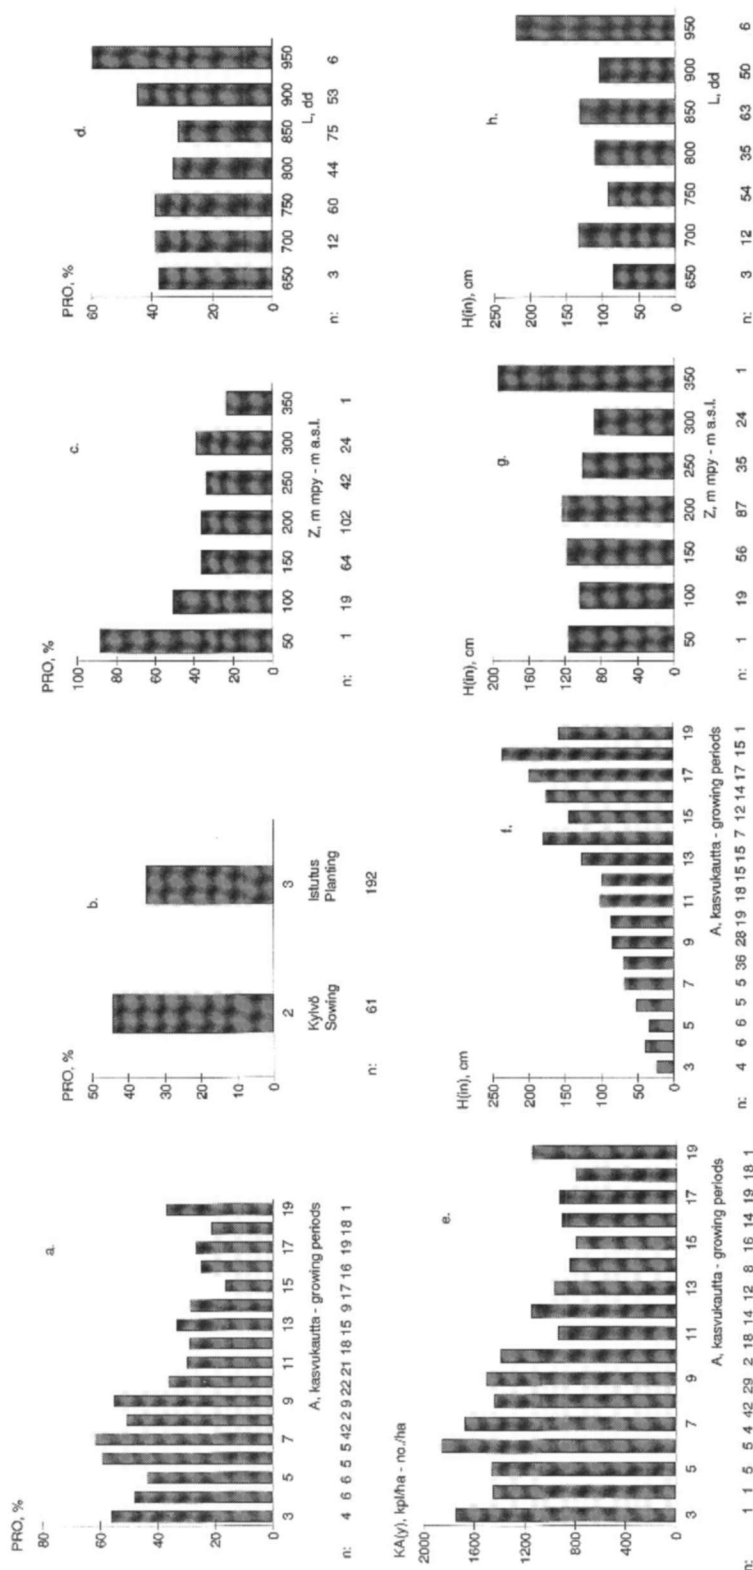 PRO, %
a.
80
60
40
20
0
3 5 7 9 11 13 15 17 19
A, kasvukautta - growing periods
n: 4 6 6 5 5 42 2 9 22 21 18 15 9 17 16 19 18 1
PRO, %
b.
50
40
30
20
10
0
2 3
Kylvö Istutus
Sowing Planting
n: 61 192
PRO, %
c.
100
80
60
40
20
0
50 100 150 200 250 300 350
Z, m mpy - m a.s.l.
n: 1 19 64 102 42 24 1
PRO, %
d.
60
40
20
0
650 700 750 800 850 900 950
L, dd
n: 3 12 60 44 75 53 6
KA(y), kpl/ha - no./ha
e.
2000
1600
1200
800
400
0
3 5 7 9 11 13 15 17 19
A, kasvukautta - growing periods
n: 1 1 5 5 4 42 29 2 18 14 12 8 16 14 19 18 1
H(in), cm
f.
250
200
150
100
50
0
3 5 7 9 11 13 15 17 19
A, kasvukautta - growing periods
n: 4 6 6 5 5 36 28 19 18 15 15 7 12 14 17 15 1
H(in), cm
g.
200
160
120
80
40
0
50 100 150 200 250 300 350
Z, m mpy - m a.s.l.
n: 1 19 56 87 35 24 1
H(in), cm
h.
250
200
150
100
50
0
650 700 750 800 850 900 950
L, dd
n: 3 12 54 35 63 50 6